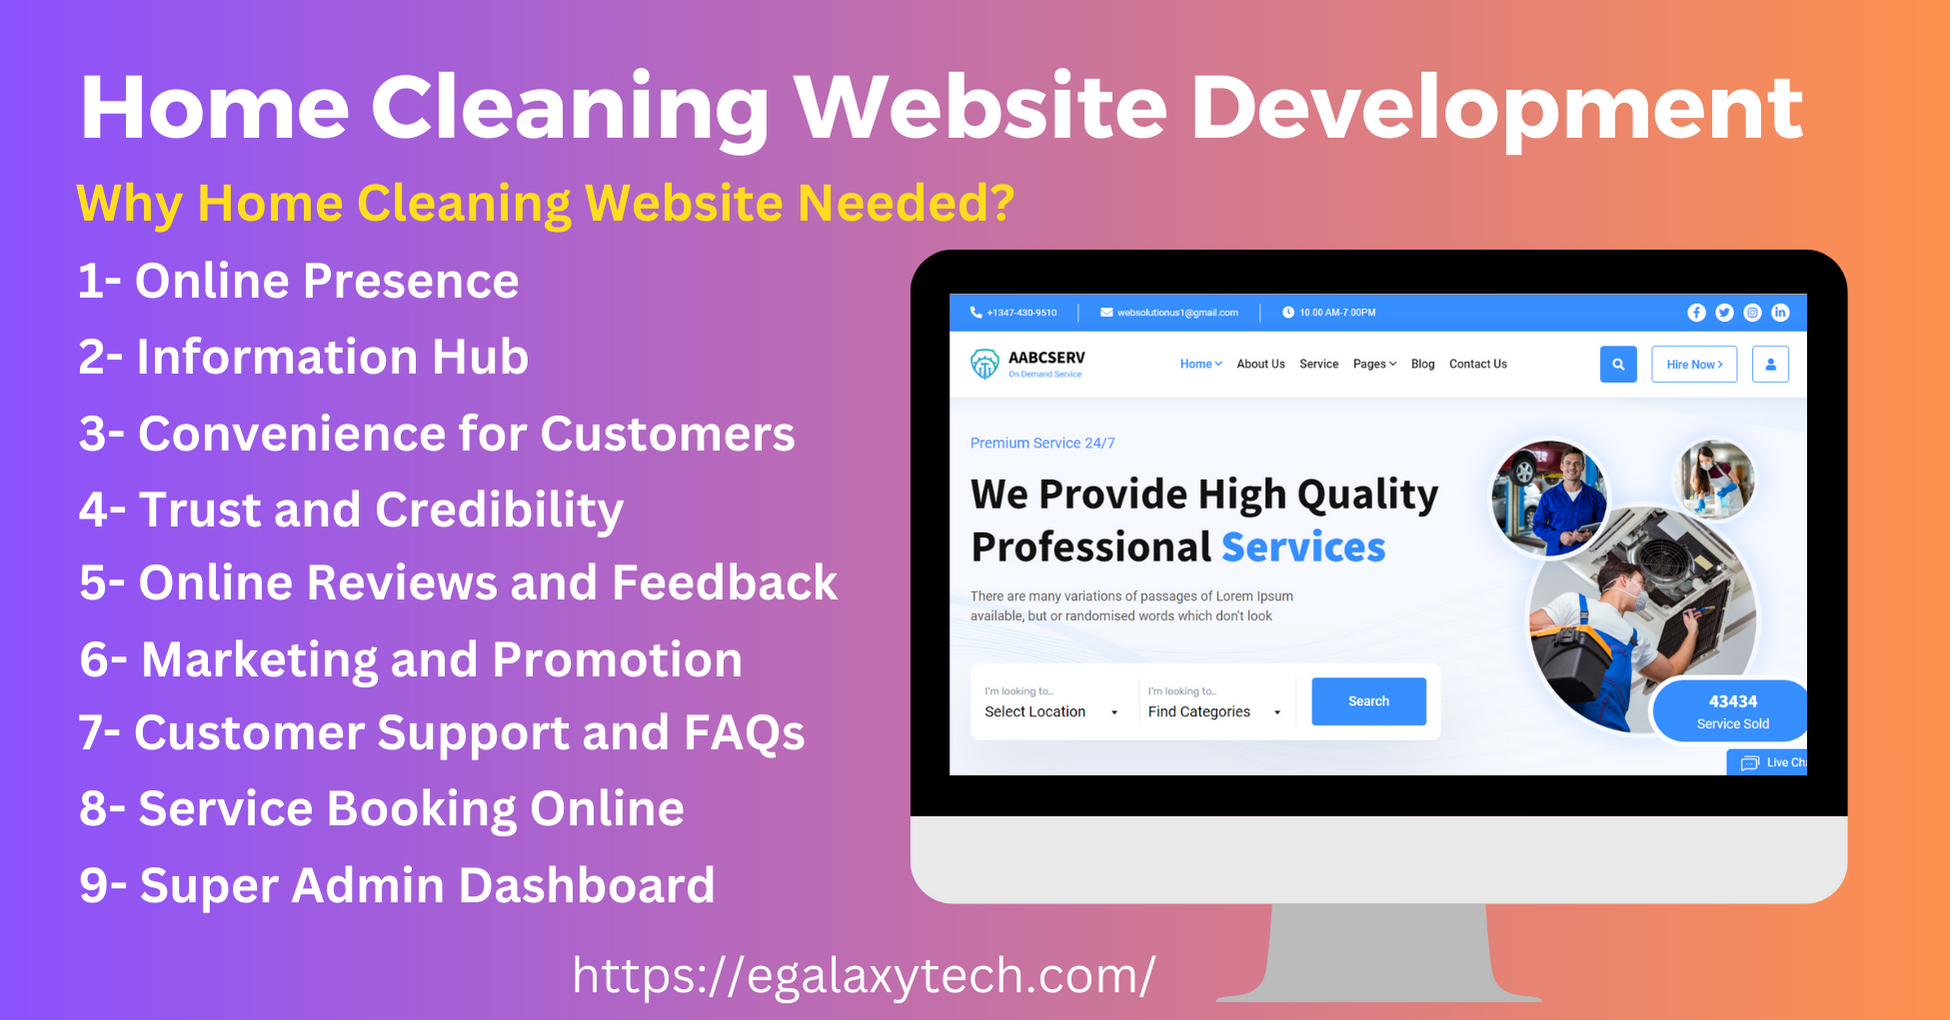 Home Cleaning Website Development
Why Home Cleaning Website Needed?
1- Online Presence
2- Information Hub
3- Convenience for Customers
4- Trust and Credibility
5- Online Reviews and Feedback
6- Marketing and Promotion
7- Customer Support and FAQs
8- Service Booking Online
9- Super Admin Dashboard
https://egalaxytech.com/
+1347-430-9510
websolutionus1@gmail.com
10.00 AM-7.00PM
AABCSERV
On Demand Service
Home
About Us
Service
Pages
Blog
Contact Us
Hire Now
Premium Service 24/7
We Provide High Quality
Professional Services
There are many variations of passages of Lorem Ipsum
available, but or randomised words which don't look
I'm looking to..
Select Location
I'm looking to..
Find Categories
Search
43434
Service Sold
Live Cha